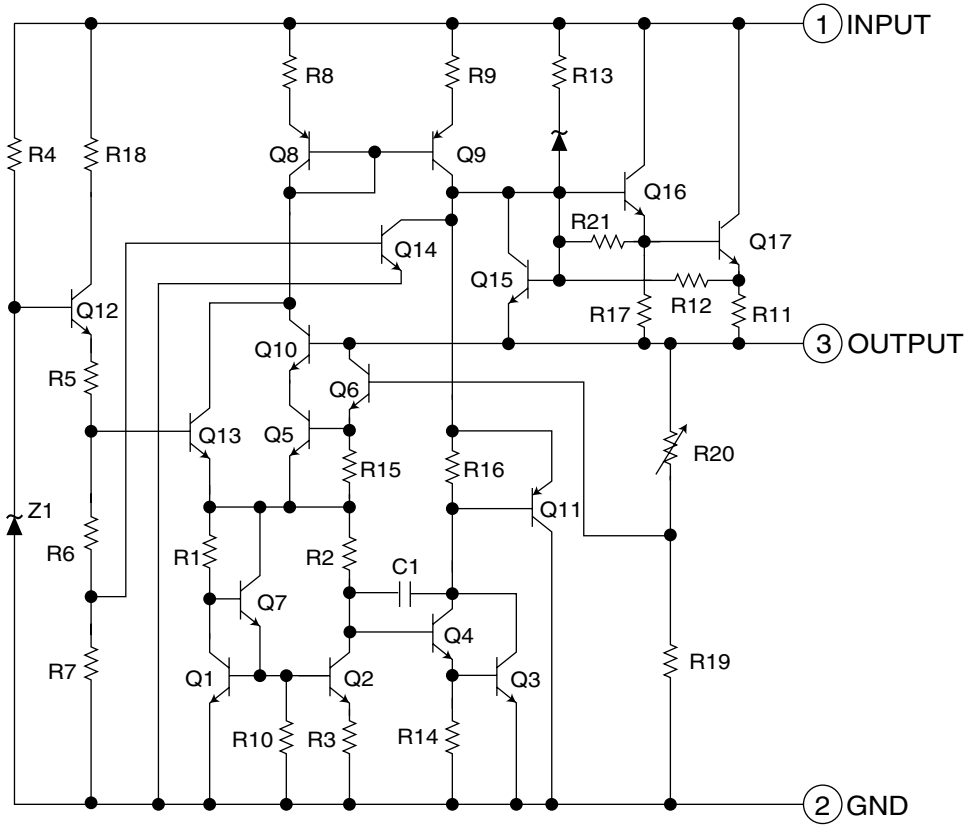 1 INPUT
R8
R9
R13
R4
R18
Q8
Q9
Q16
R21
Q14
Q17
Q15
Q12
R12
R17
R11
Q10
3 OUTPUT
R5
Q6
Q13
Q5
R15
R16
R20
Z1
Q11
R6
R1
R2
C1
Q7
Q4
R7
Q1
Q2
Q3
R19
R10
R3
R14
2 GND